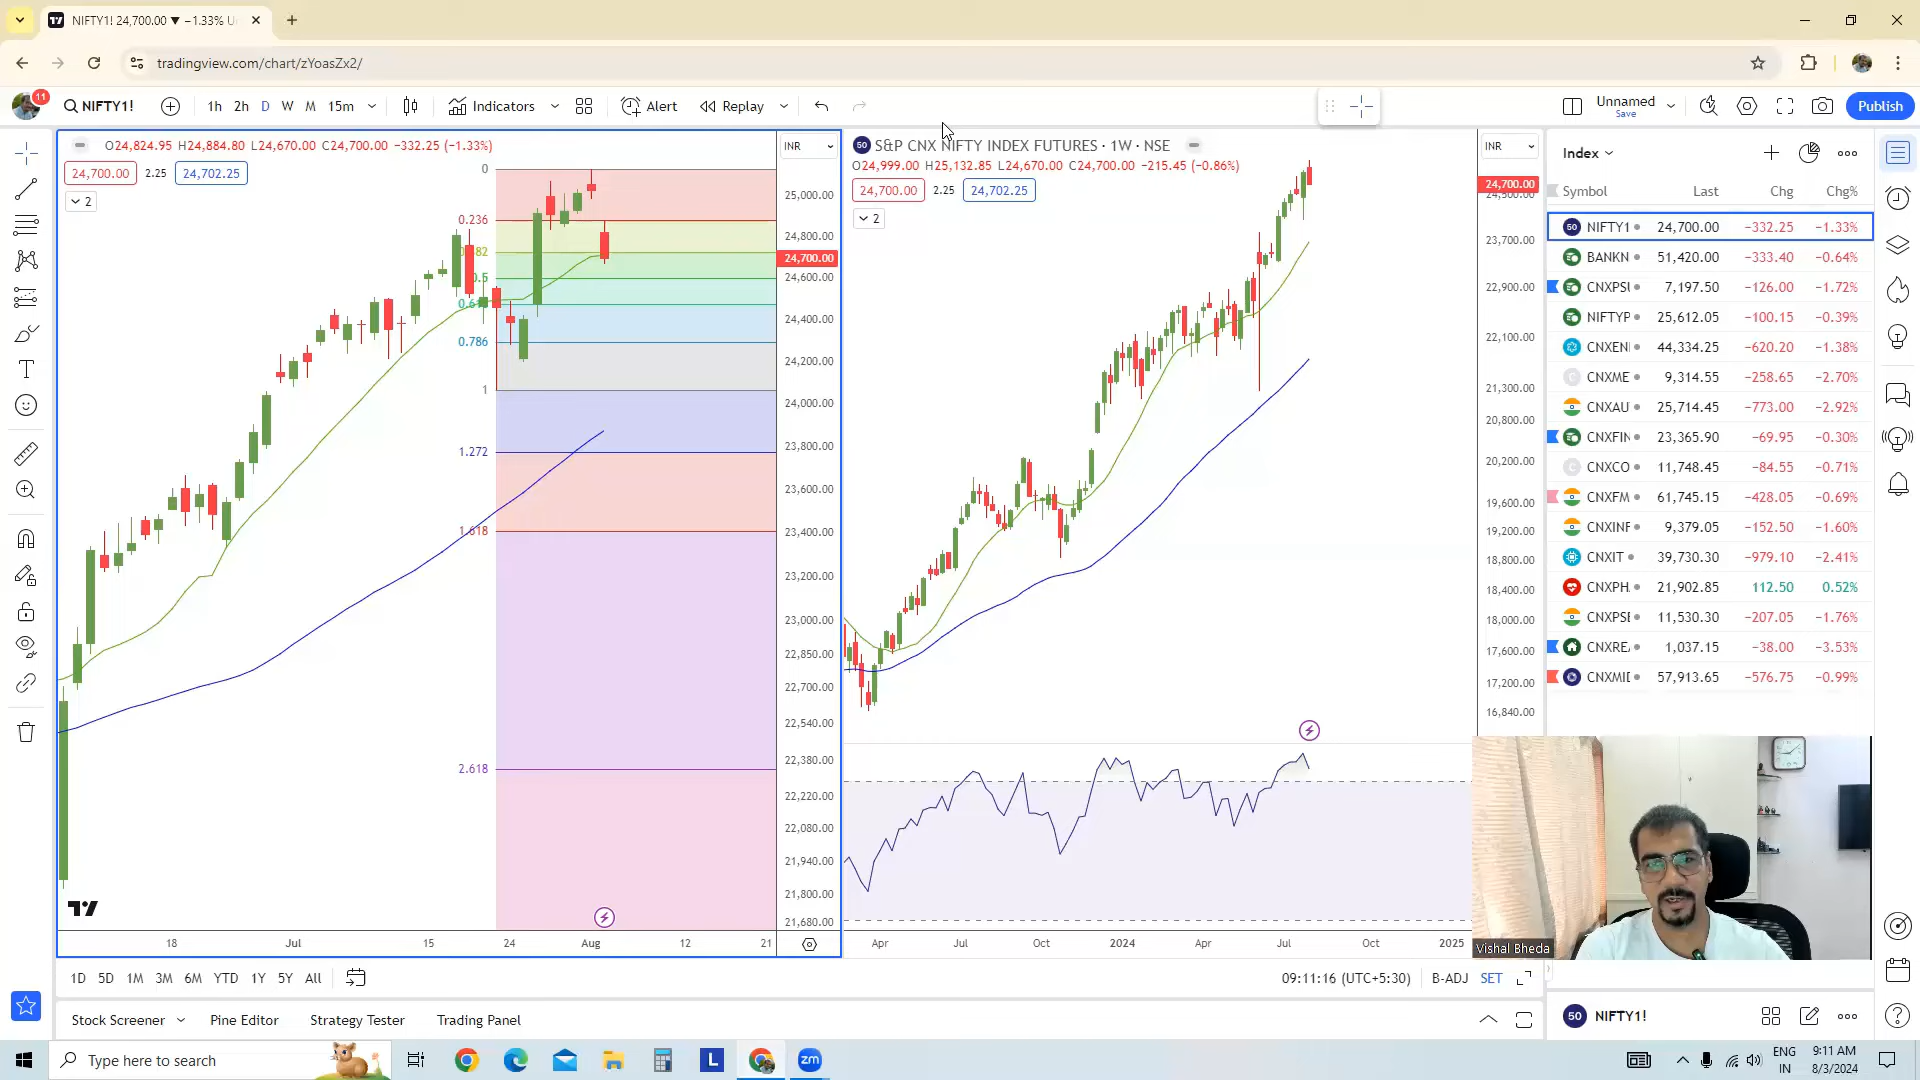 NIFTY1! 24,700.00 ▼ −1.33% U
tradingview.com/chart/zYoasZx2/
11
NIFTY1!
1h 2h D W M 15m
Indicators
Alert
Replay
Unnamed
Save
Publish
O24,824.95 H24,884.80 L24,670.00 C24,700.00 −332.25 (−1.33%)
24,700.00 2.25 24,702.25
2
INR
0
0.236
0.5
0.786
1
1.272
1.618
2.618
25,000.00
24,800.00
24,700.00
24,600.00
24,400.00
24,200.00
24,000.00
23,800.00
23,600.00
23,400.00
23,200.00
23,000.00
22,850.00
22,700.00
22,540.00
22,380.00
22,220.00
22,080.00
21,940.00
21,800.00
21,680.00
18 Jul 15 24 Aug 12 21
50 S&P CNX NIFTY INDEX FUTURES · 1W · NSE
O24,999.00 H25,132.85 L24,670.00 C24,700.00 −215.45 (−0.86%)
24,700.00 2.25 24,702.25
2
INR
24,700.00
23,700.00
22,900.00
22,100.00
21,300.00
20,800.00
20,200.00
19,600.00
19,200.00
18,800.00
18,400.00
18,000.00
17,600.00
17,200.00
16,840.00
Apr Jul Oct 2024 Apr Jul Oct 2025
Index
Symbol Last Chg Chg%
50 NIFTY1 24,700.00 −332.25 −1.33%
BANKN 51,420.00 −333.40 −0.64%
CNXPSI 7,197.50 −126.00 −1.72%
NIFTYP 25,612.05 −100.15 −0.39%
CNXEN 44,334.25 −620.20 −1.38%
CNXME 9,314.55 −258.65 −2.70%
CNXAU 25,714.45 −773.00 −2.92%
CNXFIN 23,365.90 −69.95 −0.30%
CNXCO 11,748.45 −84.55 −0.71%
CNXFM 61,745.15 −428.05 −0.69%
CNXINF 9,379.05 −152.50 −1.60%
CNXIT 39,730.30 −979.10 −2.41%
CNXPH 21,902.85 112.50 0.52%
CNXPSE 11,530.30 −207.05 −1.76%
CNXRE 1,037.15 −38.00 −3.53%
CNXMID 57,913.65 −576.75 −0.99%
Vishal Bheda
1D 5D 1M 3M 6M YTD 1Y 5Y All
09:11:16 (UTC+5:30) B-ADJ SET
Stock Screener Pine Editor Strategy Tester Trading Panel
50 NIFTY1!
Type here to search
L
zm
ENG
IN
9:11 AM
8/3/2024